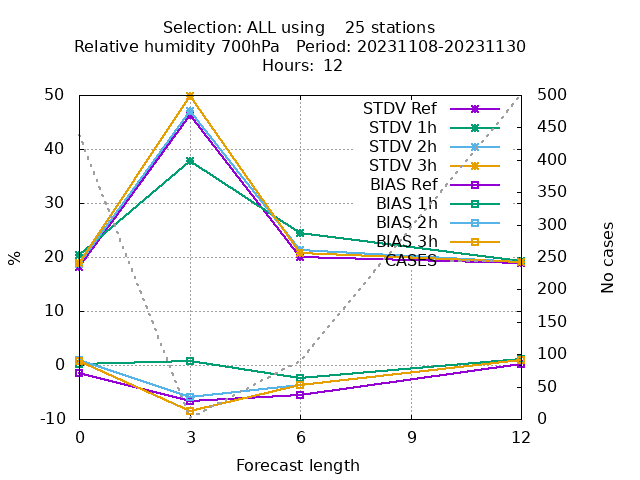 Selection: ALL using    25 stations
Relative humidity 700hPa   Period: 20231108-20231130
Hours: 12
50
40
30
20
10
0
-10
%
0
3
6
9
12
Forecast length
500
450
400
350
300
250
200
150
100
50
0
No cases
STDV Ref
STDV 1h
STDV 2h
STDV 3h
BIAS Ref
BIAS 1h
BIAS 2h
BIAS 3h
CASES